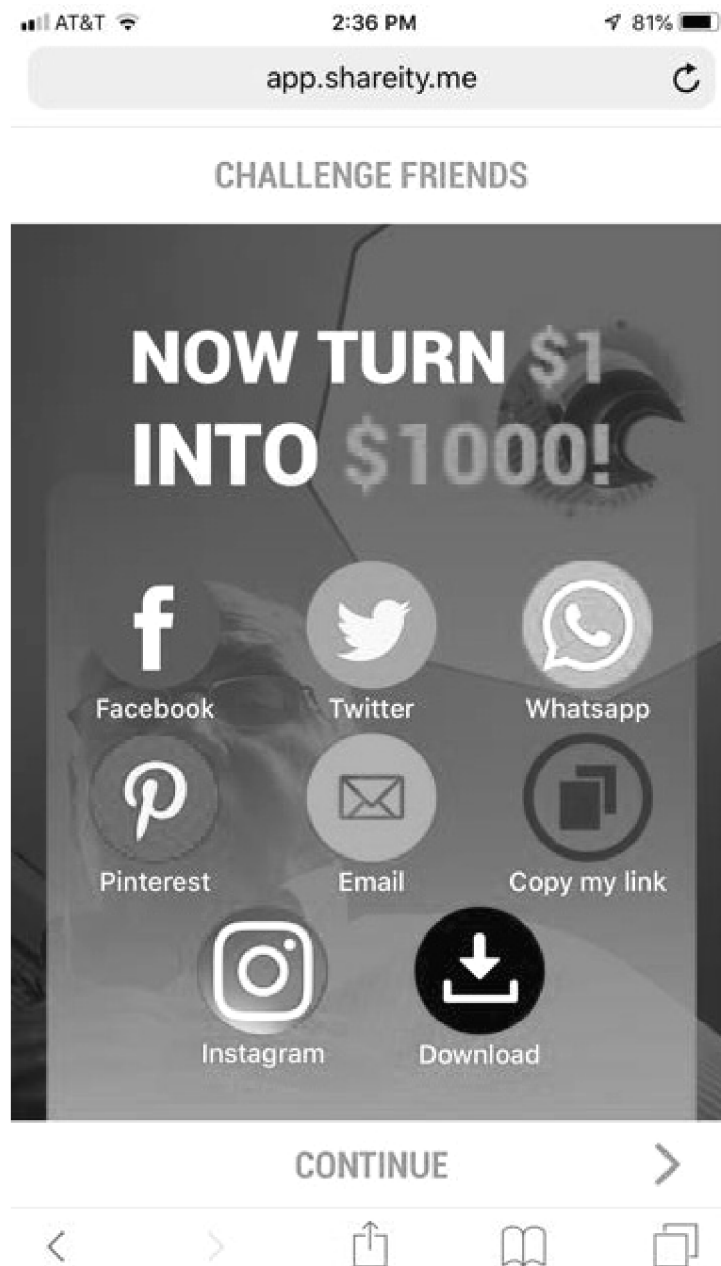 AT&T 2:36 PM 81%
app.shareity.me
CHALLENGE FRIENDS
NOW TURN $1
INTO $1000!
Facebook Twitter Whatsapp
Pinterest Email Copy my link
Instagram Download
CONTINUE